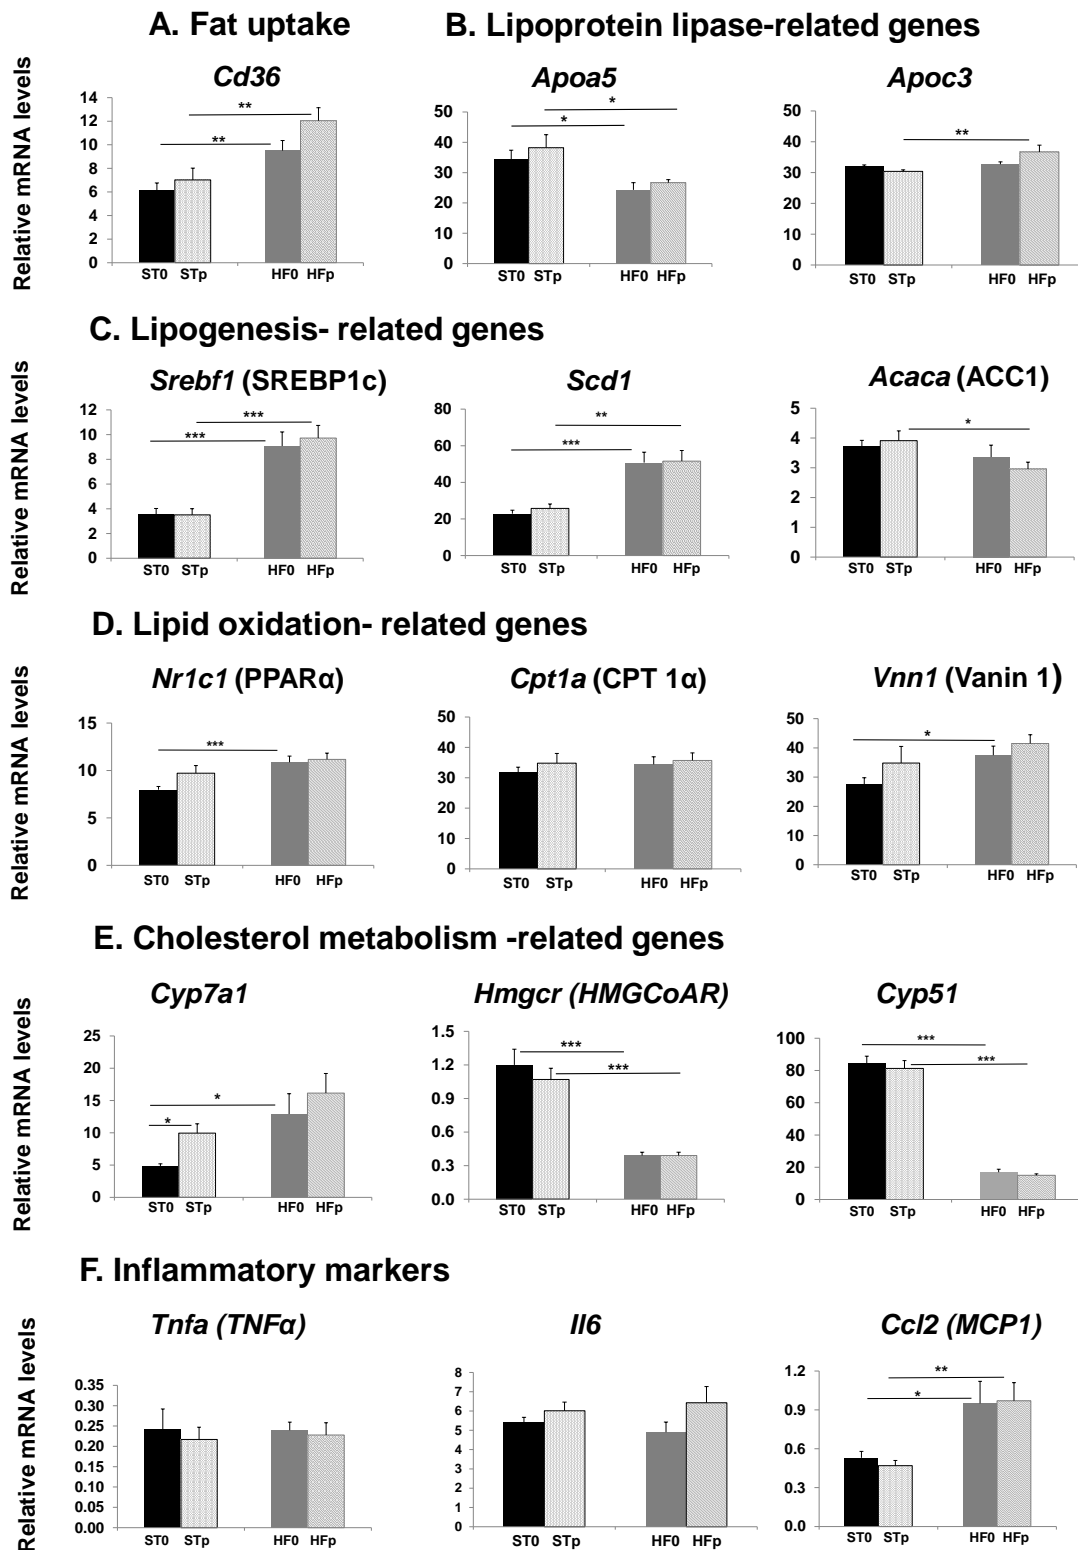 A. Fat uptake
B. Lipoprotein lipase-related genes
Relative mRNA levels
Cd36
14
12
10
8
6
4
2
0
**
**
ST0 STp HF0 HFp
Apoa5
50
40
30
20
10
0
*
*
ST0 STp HF0 HFp
Apoc3
50
40
30
20
10
0
**
ST0 STp HF0 HFp
C. Lipogenesis- related genes
Relative mRNA levels
Srebf1 (SREBP1c)
12
10
8
6
4
2
0
***
***
ST0 STp HF0 HFp
Scd1
80
60
40
20
0
**
***
ST0 STp HF0 HFp
Acaca (ACC1)
5
4
3
2
1
0
*
ST0 STp HF0 HFp
D. Lipid oxidation- related genes
Relative mRNA levels
Nr1c1 (PPARα)
15
10
5
0
***
ST0 STp HF0 HFp
Cpt1a (CPT 1α)
50
40
30
20
10
0
ST0 STp HF0 HFp
Vnn1 (Vanin 1)
50
40
30
20
10
0
*
ST0 STp HF0 HFp
E. Cholesterol metabolism -related genes
Relative mRNA levels
Cyp7a1
25
20
15
10
5
0
*
*
ST0 STp HF0 HFp
Hmgcr (HMGCoAR)
1.5
1.2
0.9
0.6
0.3
0.0
***
***
ST0 STp HF0 HFp
Cyp51
100
80
60
40
20
0
***
***
ST0 STp HF0 HFp
F. Inflammatory markers
Relative mRNA levels
Tnfa (TNFα)
0.35
0.30
0.25
0.20
0.15
0.10
0.05
0.00
ST0 STp HF0 HFp
Il6
8
7
6
5
4
3
2
1
0
ST0 STp HF0 HFp
Ccl2 (MCP1)
1.2
0.9
0.6
0.3
0.0
**
*
ST0 STp HF0 HFp